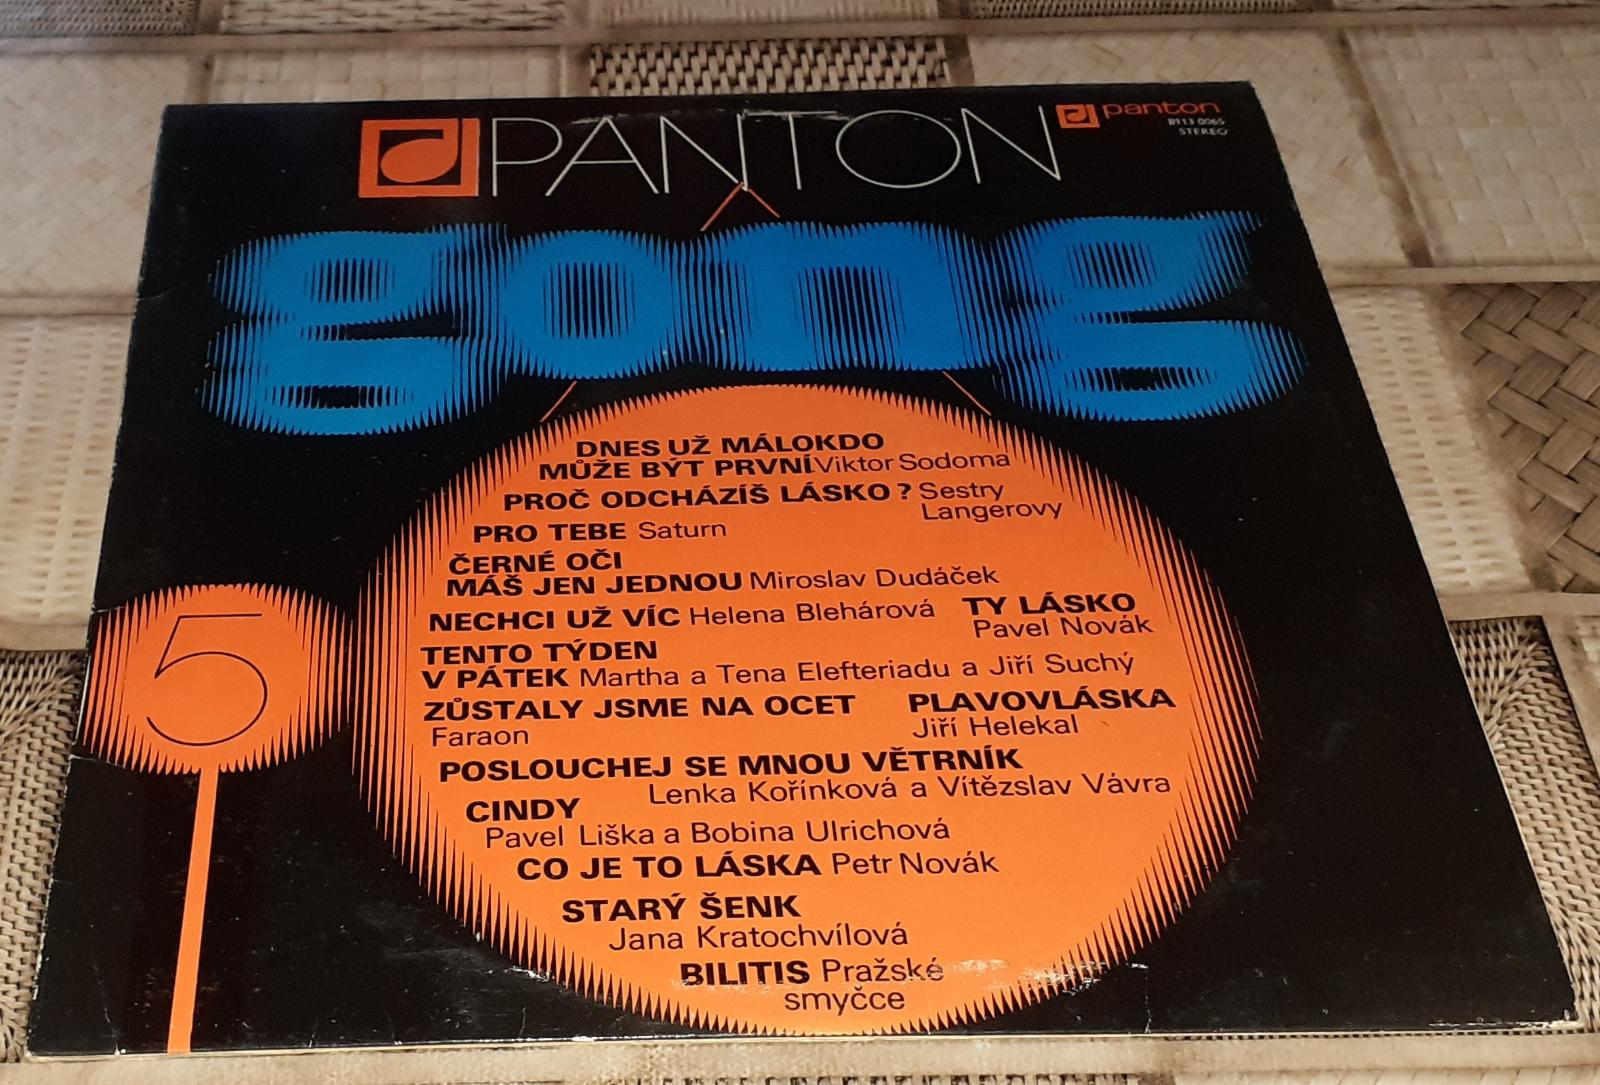 PANTON
panton
8113 0065
STEREO
gong
DNES UŽ MÁLOKDO
MŮŽE BÝT PRVNÍ Viktor Sodoma
PROČ ODCHÁZÍŠ LÁSKO? Sestry
Langerovy
PRO TEBE Saturn
ČERNÉ OČI
MÁŠ JEN JEDNOU Miroslav Dudáček
NECHCI UŽ VÍC Helena Blehárová
TY LÁSKO
Pavel Novák
TENTO TÝDEN
V PÁTEK Martha a Tena Elefteriadu a Jiří Suchý
ZŮSTALY JSME NA OCET
Faraon
PLAVOVLÁSKA
Jiří Helekal
POSLOUCHEJ SE MNOU VĚTRNÍK
Lenka Kořínková a Vítězslav Vávra
CINDY
Pavel Liška a Bobina Ulrichová
CO JE TO LÁSKA Petr Novák
STARÝ ŠENK
Jana Kratochvílová
BILITIS Pražské
smyčce
5